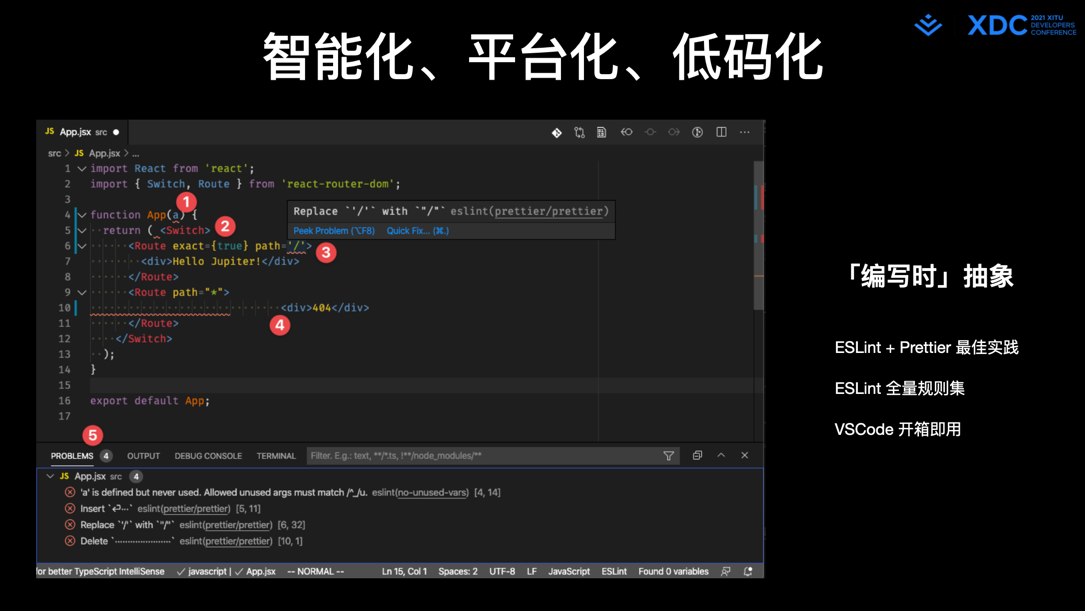 XDC 2021 XITU
DEVELOPERS
CONFERENCE
智能化、平台化、低码化
JS App.jsx src ●
src > JS App.jsx > ...
1 import React from 'react';
2 import { Switch, Route } from 'react-router-dom';
3
1
4 function App(a) {
5 return ( <Switch>
2
Replace `'/'` with `"/"` eslint(prettier/prettier)
Peek Problem (⌥F8) Quick Fix... (⌘.)
6 ······<Route exact={true} path='/'>
3
7 ········<div>Hello Jupiter!</div>
8 ······</Route>
9 ······<Route path="*">
10 <div>404</div>
4
11 ······</Route>
12 ····</Switch>
13 ··);
14 }
15
16 export default App;
17
5
PROBLEMS 4 OUTPUT DEBUG CONSOLE TERMINAL Filter. E.g.: text, **/*.ts, !**/node_modules/**
JS App.jsx src 4
'a' is defined but never used. Allowed unused args must match /^_/u. eslint(no-unused-vars) [4, 14]
Insert `⏎···` eslint(prettier/prettier) [5, 11]
Replace `'/'` with `"/"` eslint(prettier/prettier) [6, 32]
Delete `······················` eslint(prettier/prettier) [10, 1]
for better TypeScript IntelliSense ✓ javascript | ✓ App.jsx -- NORMAL -- Ln 15, Col 1 Spaces: 2 UTF-8 LF JavaScript ESLint Found 0 variables
「编写时」抽象
ESLint + Prettier 最佳实践
ESLint 全量规则集
VSCode 开箱即用